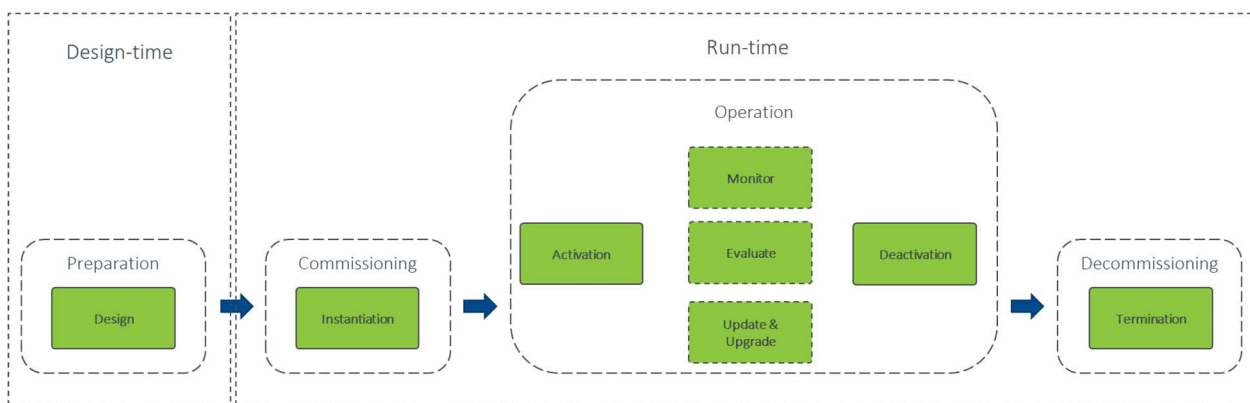 Design-time
Run-time
Preparation
Design
Commissioning
Instantiation
Operation
Activation
Monitor
Evaluate
Update &
Upgrade
Deactivation
Decommissioning
Termination